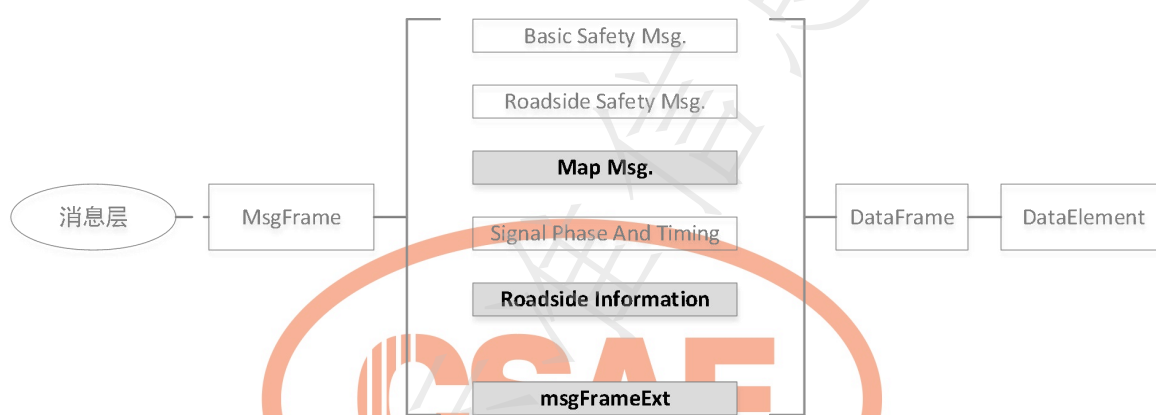 Basic Safety Msg.
Roadside Safety Msg.
Map Msg.
消息层
MsgFrame
Signal Phase And Timing
DataFrame
DataElement
Roadside Information
CSAE
msgFrameExt